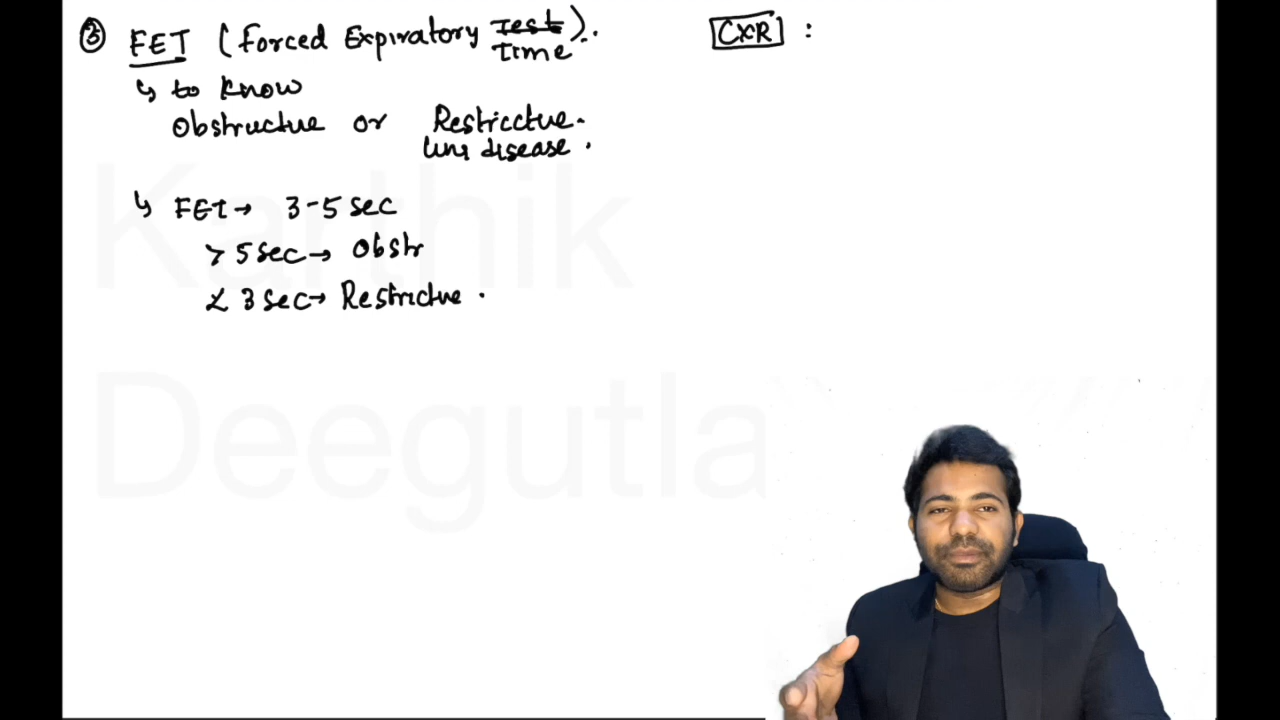 ③ FET (Forced Expiratory Test).
Time
↳ to know
Obstructive or Restricctive.
lung disease.
↳ FET → 3-5 sec
> 5 sec → Obstr
< 3 sec → Restrictive.
CXR :
Karthik
Deegutla